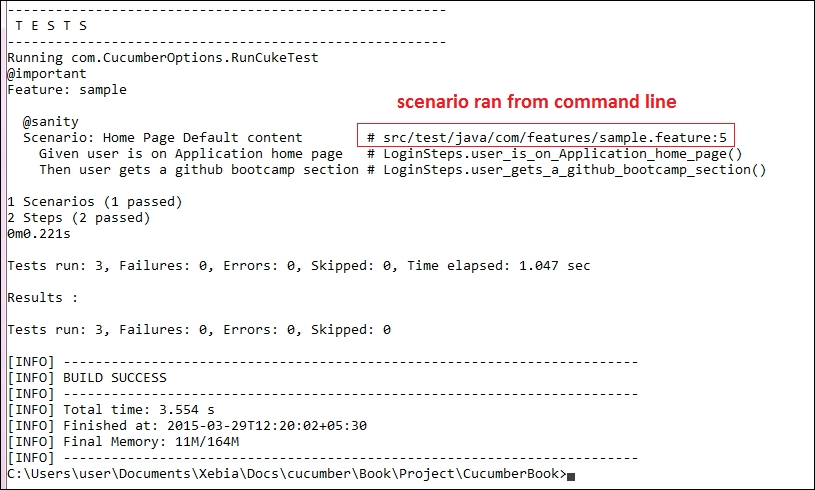 -------------------------------------------------------
 T E S T S
-------------------------------------------------------
Running com.CucumberOptions.RunCukeTest
@important
Feature: sample
scenario ran from command line
  @sanity
  Scenario: Home Page Default content        # src/test/java/com/features/sample.feature:5
    Given user is on Application home page   # LoginSteps.user_is_on_Application_home_page()
    Then user gets a github bootcamp section # LoginSteps.user_gets_a_github_bootcamp_section()
1 Scenarios (1 passed)
2 Steps (2 passed)
0m0.221s
Tests run: 3, Failures: 0, Errors: 0, Skipped: 0, Time elapsed: 1.047 sec
Results :
Tests run: 3, Failures: 0, Errors: 0, Skipped: 0
[INFO] ------------------------------------------------------------------------
[INFO] BUILD SUCCESS
[INFO] ------------------------------------------------------------------------
[INFO] Total time: 3.554 s
[INFO] Finished at: 2015-03-29T12:20:02+05:30
[INFO] Final Memory: 11M/164M
[INFO] ------------------------------------------------------------------------
C:\Users\user\Documents\Xebia\Docs\cucumber\Book\Project\CucumberBook>